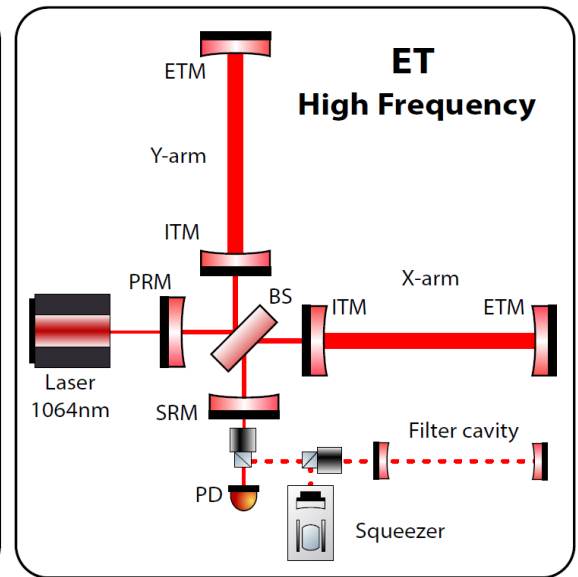 ET
High Frequency
ETM
Y-arm
ITM
PRM
BS
X-arm
ITM
ETM
Laser
1064nm
SRM
Filter cavity
PD
Squeezer